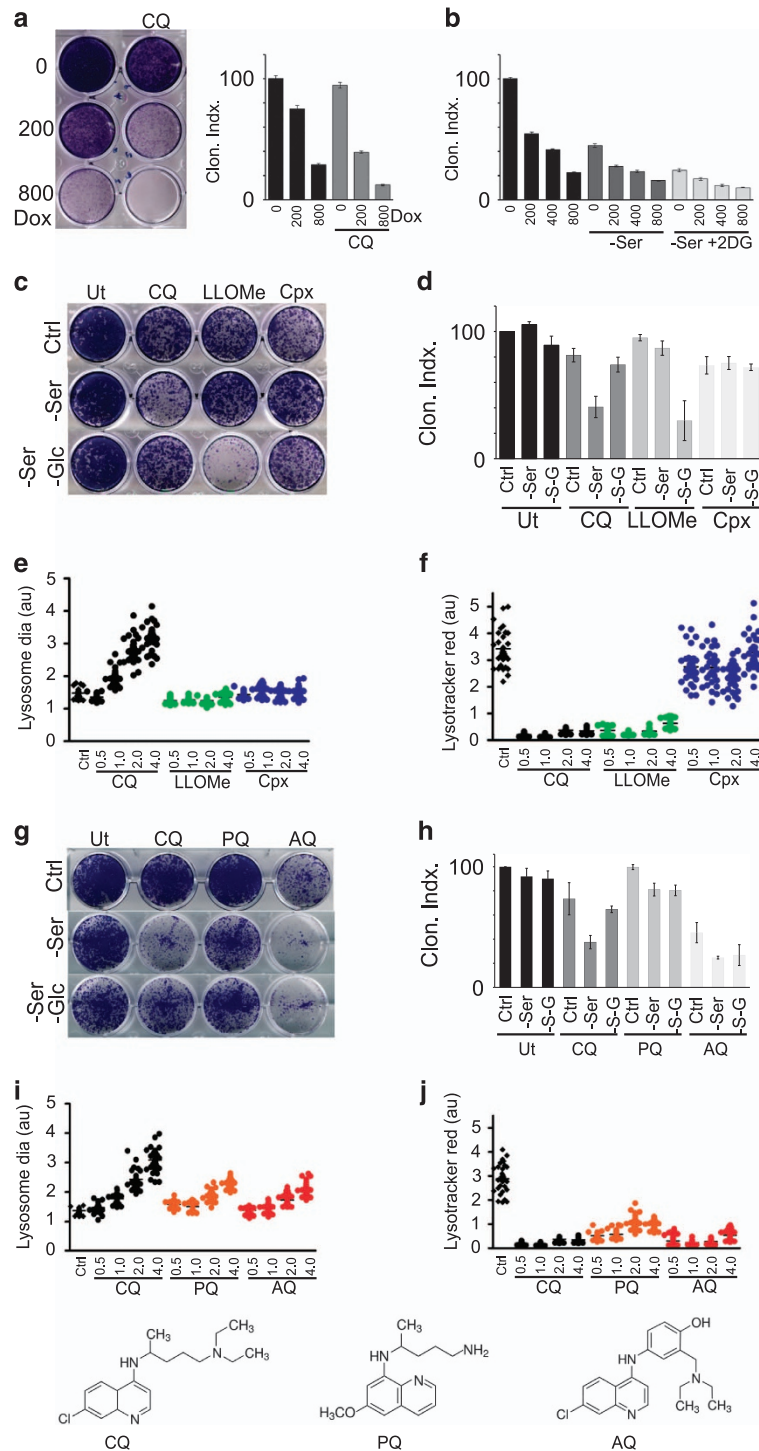 a
CQ
0
200
800
Dox
Clon. Indx.
100
0
0 200 800 0 200 800 Dox
CQ
b
Clon. Indx.
100
0
0 200 400 800 0 200 400 800 0 200 400 800
-Ser -Ser +2DG
c
Ut CQ LLOMe Cpx
Ctrl
-Ser
-Ser
-Glc
d
Clon. Indx.
100
0
Ctrl -Ser -S-G Ctrl -Ser -S-G Ctrl -Ser -S-G Ctrl -Ser -S-G
Ut CQ LLOMe Cpx
e
Lysosome dia (au)
5
4
3
2
1
0
Ctrl 0.5 1.0 2.0 4.0 0.5 1.0 2.0 4.0 0.5 1.0 2.0 4.0
CQ LLOMe Cpx
f
Lysotracker red (au)
5
4
3
2
1
0
Ctrl 0.5 1.0 2.0 4.0 0.5 1.0 2.0 4.0 0.5 1.0 2.0 4.0
CQ LLOMe Cpx
g
Ut CQ PQ AQ
Ctrl
-Ser
-Ser
-Glc
h
Clon. Indx.
100
0
Ctrl -Ser -S-G Ctrl -Ser -S-G Ctrl -Ser -S-G Ctrl -Ser -S-G
Ut CQ PQ AQ
i
Lysosome dia (au)
5
4
3
2
1
0
Ctrl 0.5 1.0 2.0 4.0 0.5 1.0 2.0 4.0 0.5 1.0 2.0 4.0
CQ PQ AQ
j
Lysotracker red (au)
5
4
3
2
1
0
Ctrl 0.5 1.0 2.0 4.0 0.5 1.0 2.0 4.0 0.5 1.0 2.0 4.0
CQ PQ AQ
CH3 CH3 HN N CH3 Cl N
CQ
CH3 HN NH2 N H3CO
PQ
OH HN N Cl N CH3 CH3
AQ